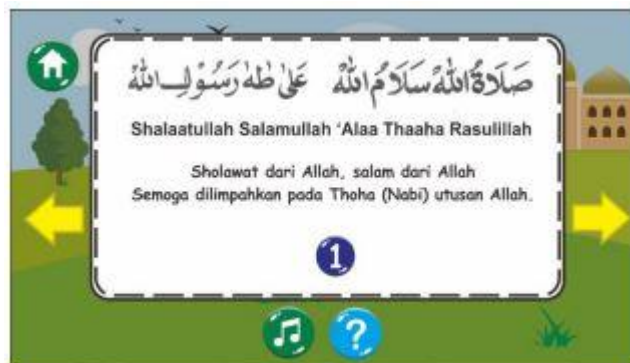 صَلَاةُ اللهِ سَلَامُ اللهِ عَلَى طٰهَ رَسُوْلِ اللهِ
Shalaatullah Salamullah 'Alaa Thaaha Rasulillah
Sholawat dari Allah, salam dari Allah
Semoga dilimpahkan pada Thoha (Nabi) utusan Allah.
1
?